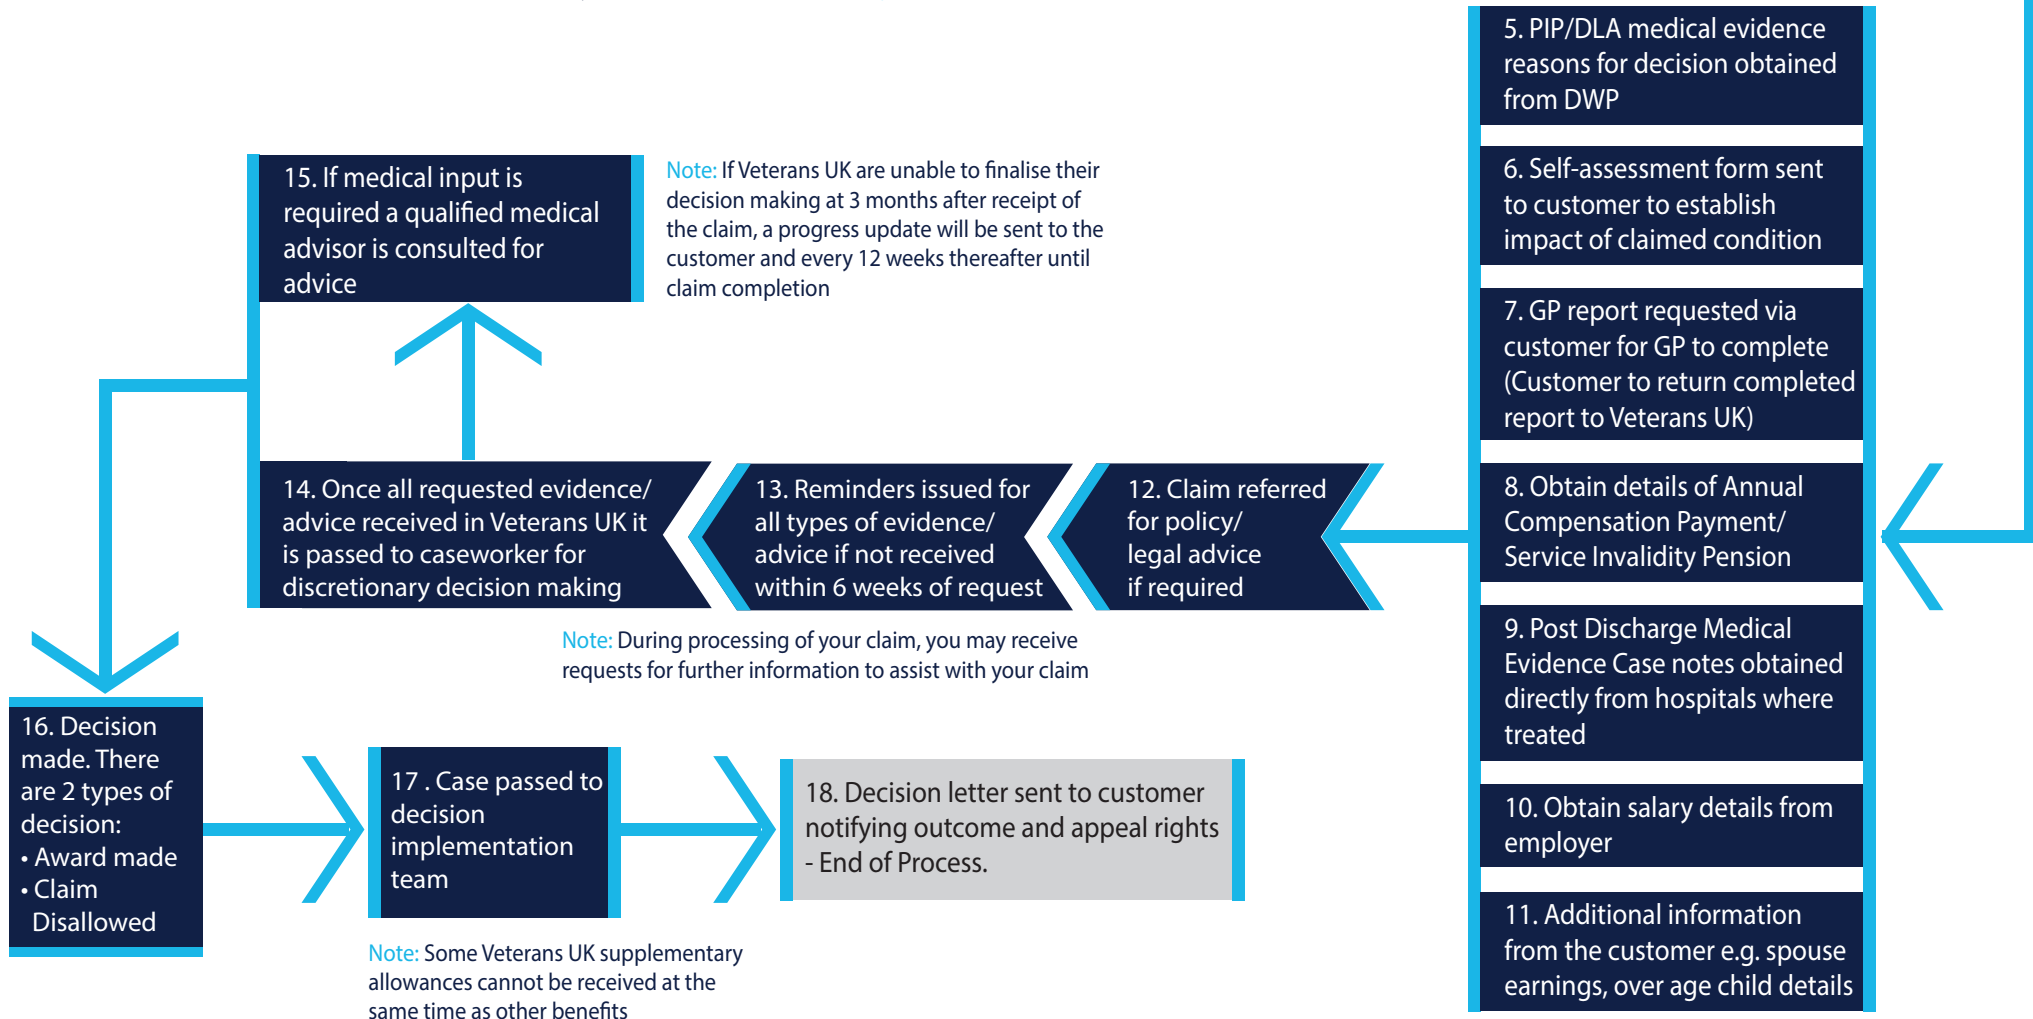 5. PIP/DLA medical evidence
reasons for decision obtained
from DWP
6. Self-assessment form sent
to customer to establish
impact of claimed condition
7. GP report requested via
customer for GP to complete
(Customer to return completed
report to Veterans UK)
8. Obtain details of Annual
Compensation Payment/
Service Invalidity Pension
9. Post Discharge Medical
Evidence Case notes obtained
directly from hospitals where
treated
10. Obtain salary details from
employer
11. Additional information
from the customer e.g. spouse
earnings, over age child details
12. Claim referred
for policy/
legal advice
if required
13. Reminders issued for
all types of evidence/
advice if not received
within 6 weeks of request
14. Once all requested evidence/
advice received in Veterans UK it
is passed to caseworker for
discretionary decision making
Note: During processing of your claim, you may receive
requests for further information to assist with your claim
15. If medical input is
required a qualified medical
advisor is consulted for
advice
Note: If Veterans UK are unable to finalise their
decision making at 3 months after receipt of
the claim, a progress update will be sent to the
customer and every 12 weeks thereafter until
claim completion
16. Decision
made. There
are 2 types of
decision:
• Award made
• Claim
Disallowed
17 . Case passed to
decision
implementation
team
Note: Some Veterans UK supplementary
allowances cannot be received at the
same time as other benefits
18. Decision letter sent to customer
notifying outcome and appeal rights
- End of Process.